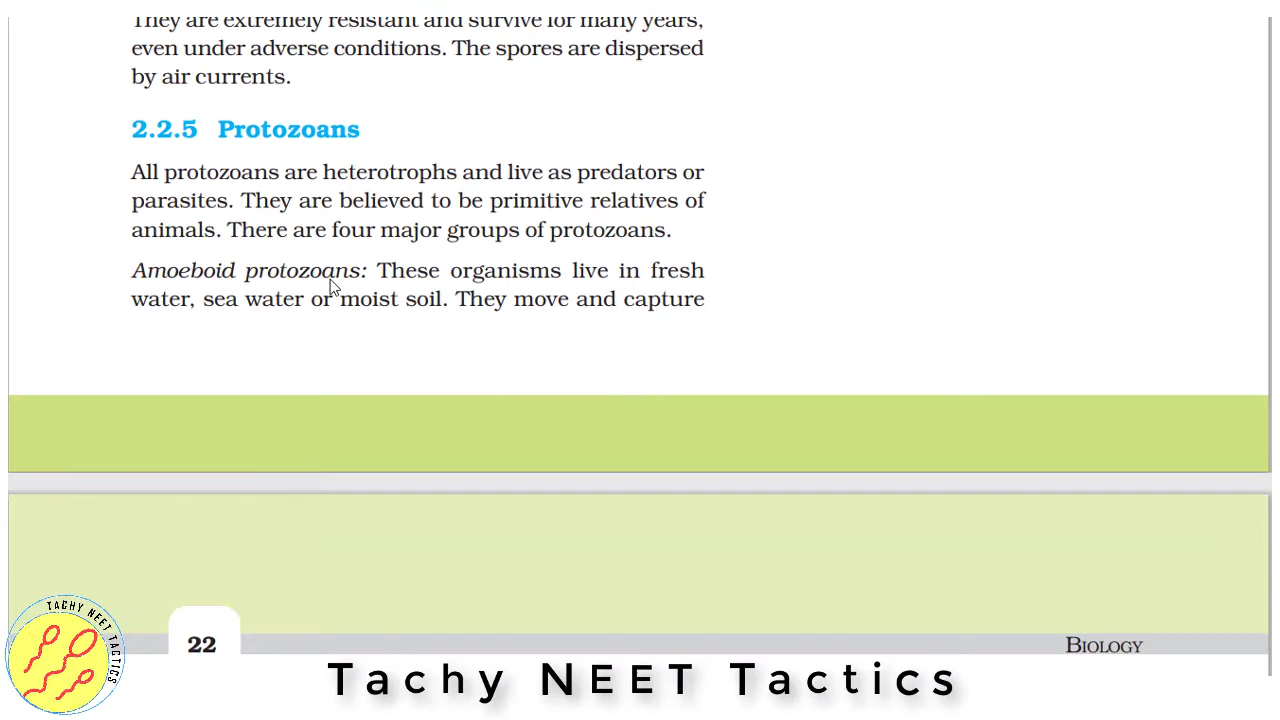 They are extremely resistant and survive for many years,
even under adverse conditions. The spores are dispersed
by air currents.
2.2.5 Protozoans
All protozoans are heterotrophs and live as predators or
parasites. They are believed to be primitive relatives of
animals. There are four major groups of protozoans.
Amoeboid protozoans: These organisms live in fresh
water, sea water or moist soil. They move and capture
TACHY NEET TACTICS
22
BIOLOGY
Tachy NEET Tactics